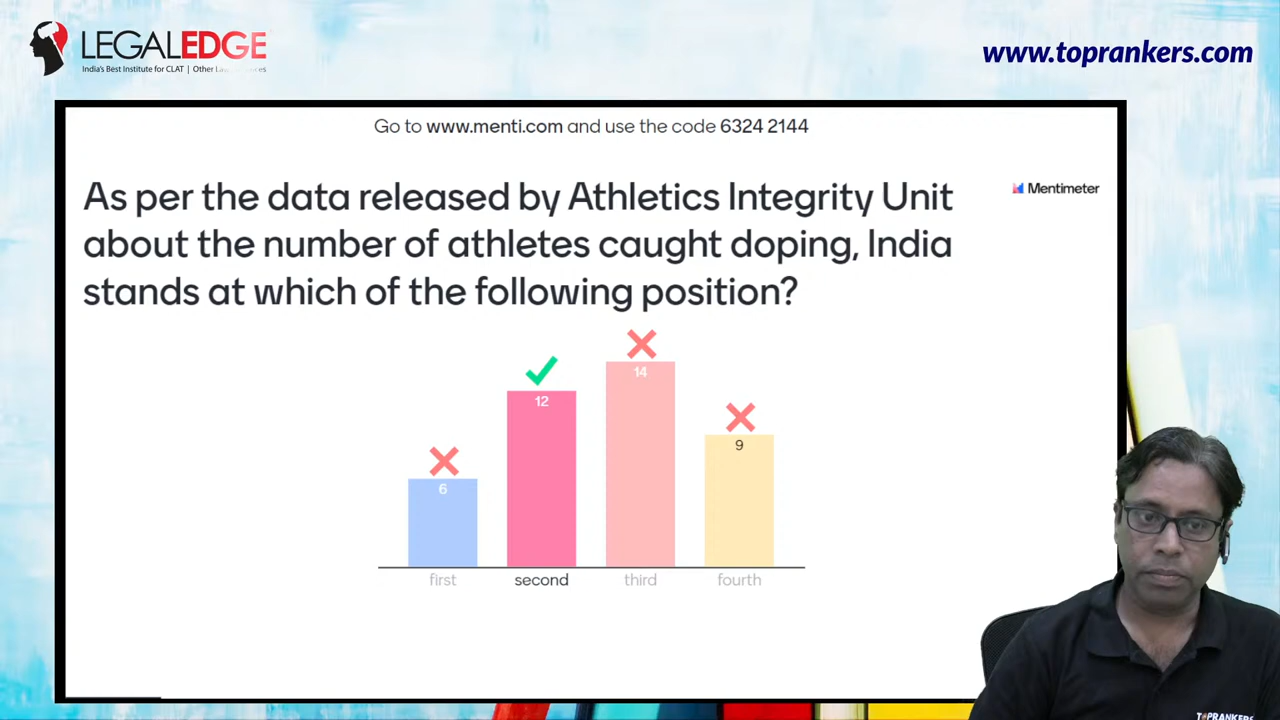 LEGALEDGE
India's Best Institute for CLAT | Other
www.toprankers.com
Go to www.menti.com and use the code 6324 2144
As per the data released by Athletics Integrity Unit
about the number of athletes caught doping, India
stands at which of the following position?
Mentimeter
6
12
14
9
first
second
third
fourth
TOPRANKERS